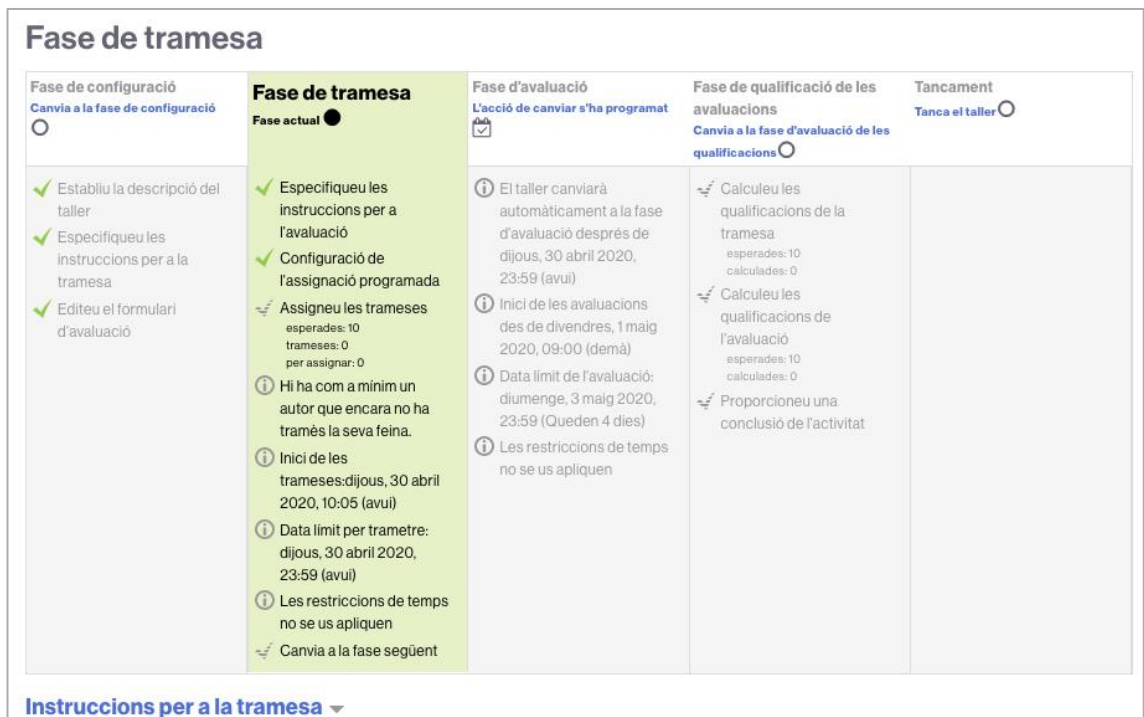 Fase de tramesa
Fase de configuració
Canvia a la fase de configuració
Fase de tramesa
Fase actual
Fase d'avaluació
L'acció de canviar s'ha programat
Fase de qualificació de les
avaluacions
Canvia a la fase d'avaluació de les
qualificacions
Tancament
Tanca el taller
Establiu la descripció del
taller
Especifiqueu les
instruccions per a la
tramesa
Editeu el formulari
d'avaluació
Especifiqueu les
instruccions per a
l'avaluació
Configuració de
l'assignació programada
Assigneu les trameses
esperades: 10
trameses: 0
per assignar: 0
Hi ha com a mínim un
autor que encara no ha
tramès la seva feina.
Inici de les
trameses:dijous, 30 abril
2020, 10:05 (avui)
Data límit per trametre:
dijous, 30 abril 2020,
23:59 (avui)
Les restriccions de temps
no se us apliquen
Canvia a la fase següent
El taller canviarà
automàticament a la fase
d'avaluació després de
dijous, 30 abril 2020,
23:59 (avui)
Inici de les avaluacions
des de divendres, 1 maig
2020, 09:00 (demà)
Data límit de l'avaluació:
diumenge, 3 maig 2020,
23:59 (Queden 4 dies)
Les restriccions de temps
no se us apliquen
Calculeu les
qualificacions de la
tramesa
esperades: 10
calculades: 0
Calculeu les
qualificacions de
l'avaluació
esperades: 10
calculades: 0
Proporcioneu una
conclusió de l'activitat
Instruccions per a la tramesa